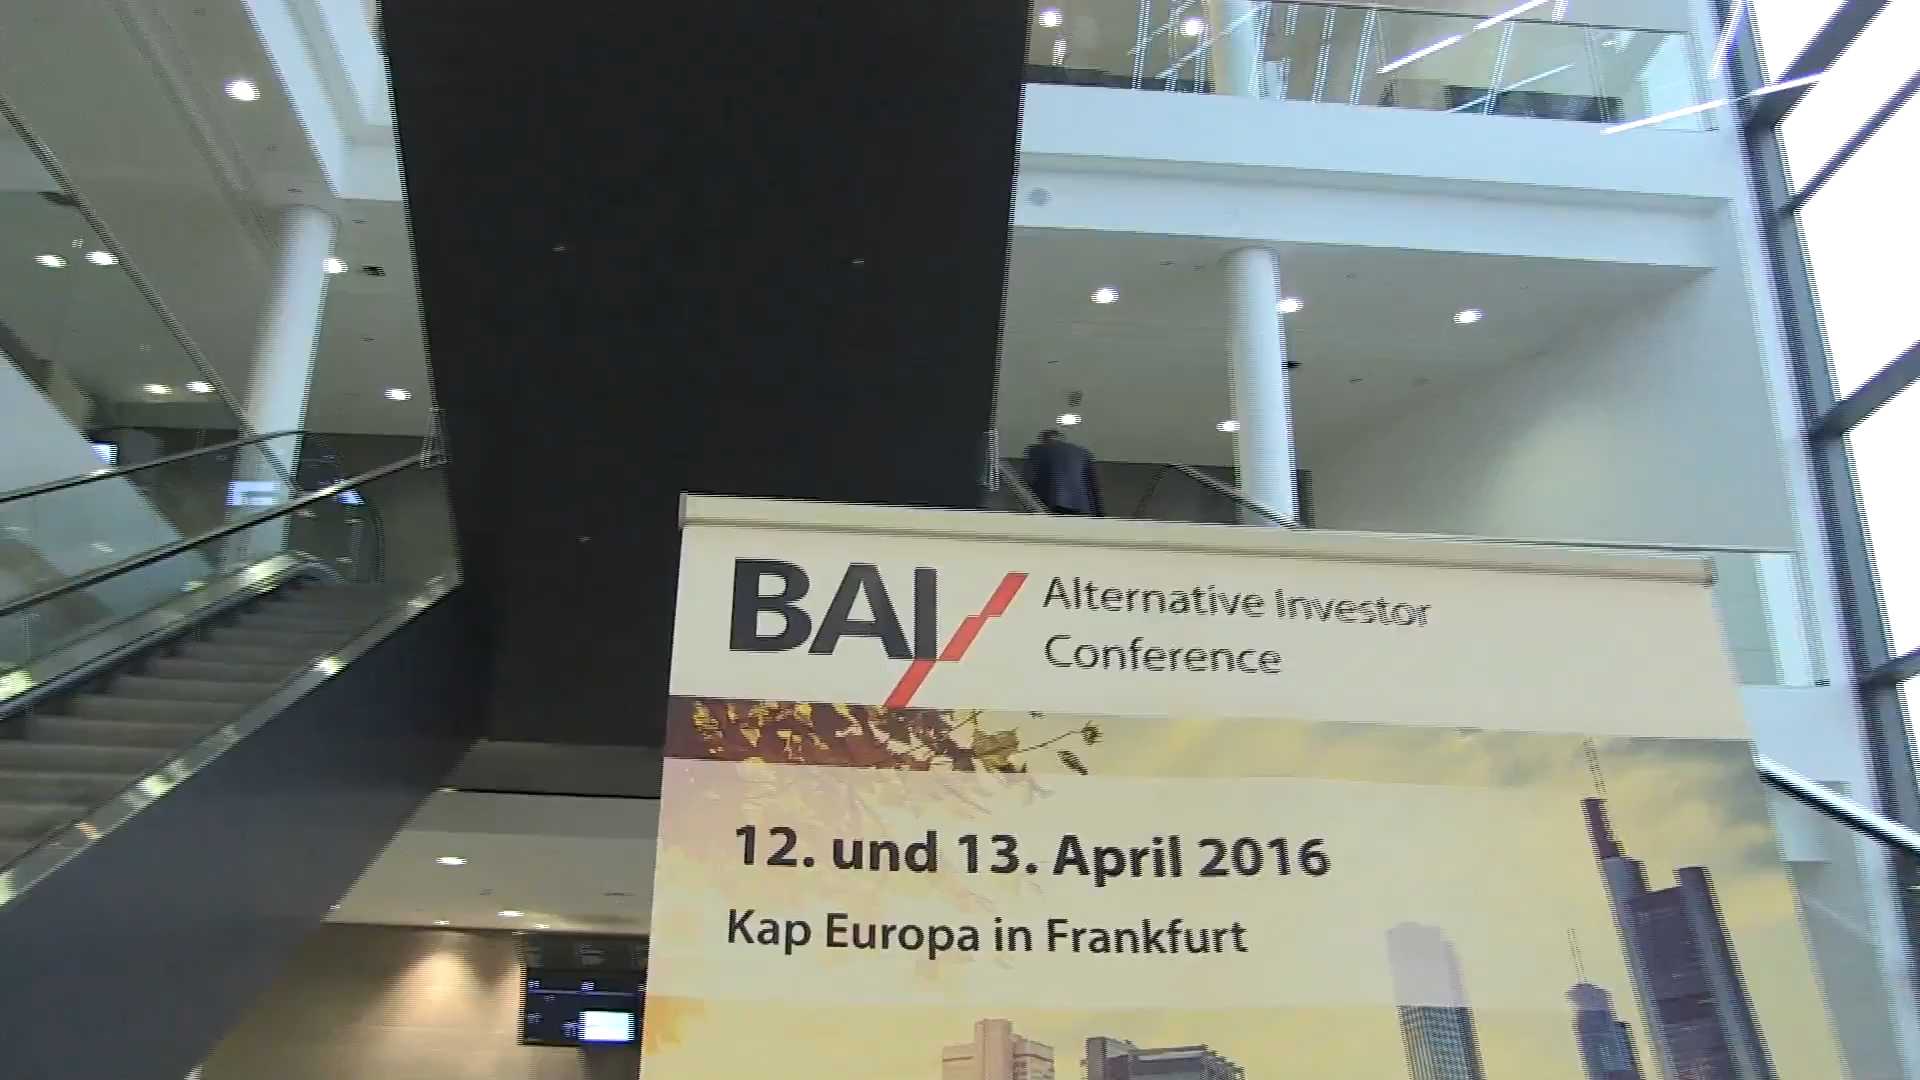 BAI
Alternative Investor
Conference
12. und 13. April 2016
Kap Europa in Frankfurt